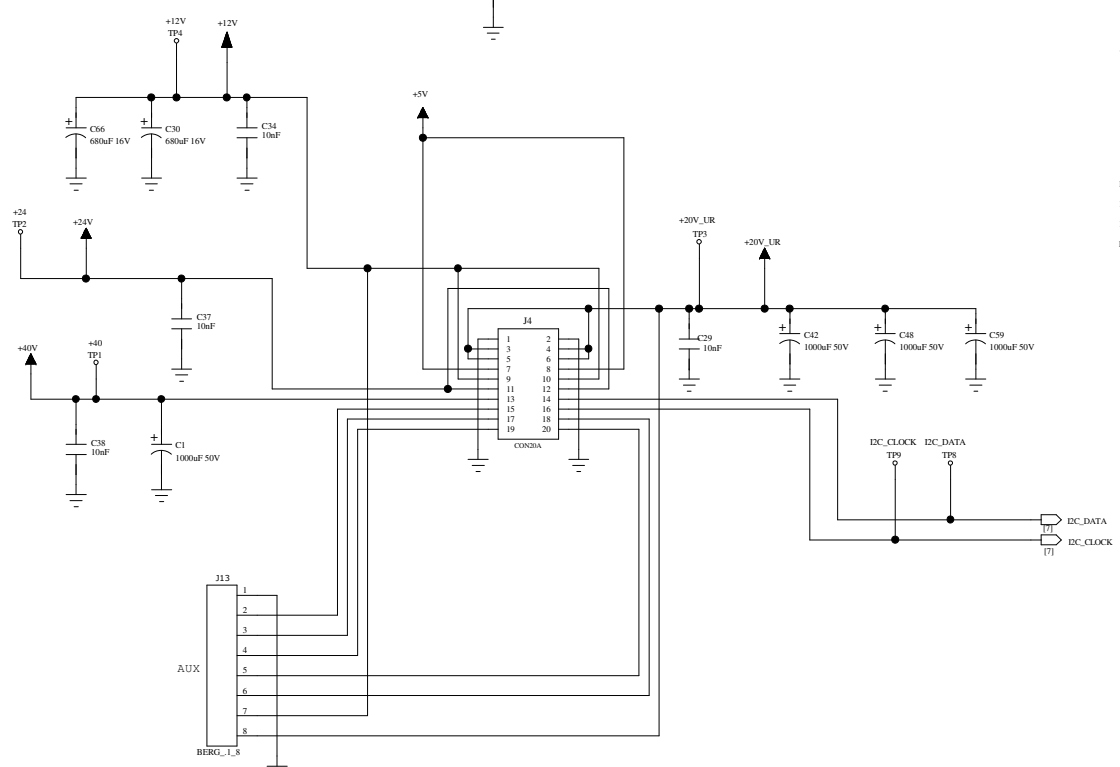 +12V
TP4
+12V
+
C66
680uF 16V
+
C30
680uF 16V
C34
10nF
+5V
+24
TP2
+24V
C37
10nF
+20V_UR
TP3
+20V_UR
C29
10nF
+
C42
1000uF 50V
+
C48
1000uF 50V
+
C59
1000uF 50V
J4
1
3
5
7
9
11
13
15
17
19
2
4
6
8
10
12
14
16
18
20
CON20A
+40V
+40
TP1
C38
10nF
+
C1
1000uF 50V
I2C_CLOCK
TP9
I2C_DATA
TP8
I2C_DATA
[7]
I2C_CLOCK
[7]
J13
1
2
3
4
5
6
7
8
AUX
BERG_.1_8